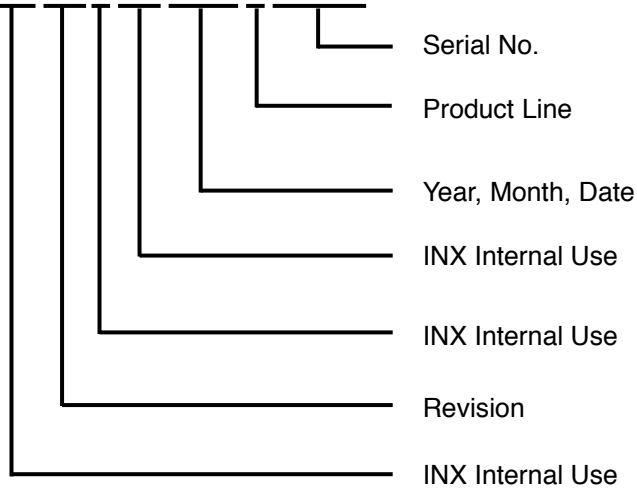 Serial No.
Product Line
Year, Month, Date
INX Internal Use
INX Internal Use
Revision
INX Internal Use